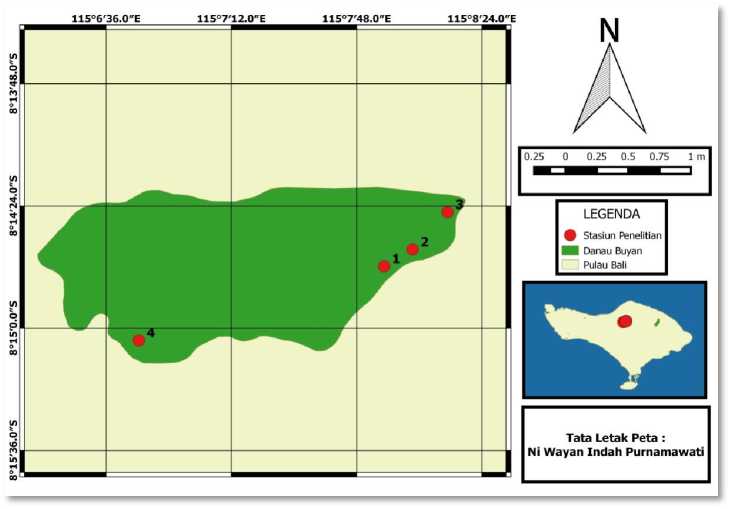 115°6'36.0"E 115°7'12.0"E 115°7'48.0"E 115°8'24.0"E
8°13'48.0"S
8°14'24.0"S
8°15'0.0"S
8°15'36.0"S
3
2
1
4
N
0.25 0 0.25 0.5 0.75 1 m
LEGENDA
Stasiun Penelitian
Danau Buyan
Pulau Bali
Tata Letak Peta :
Ni Wayan Indah Purnamawati